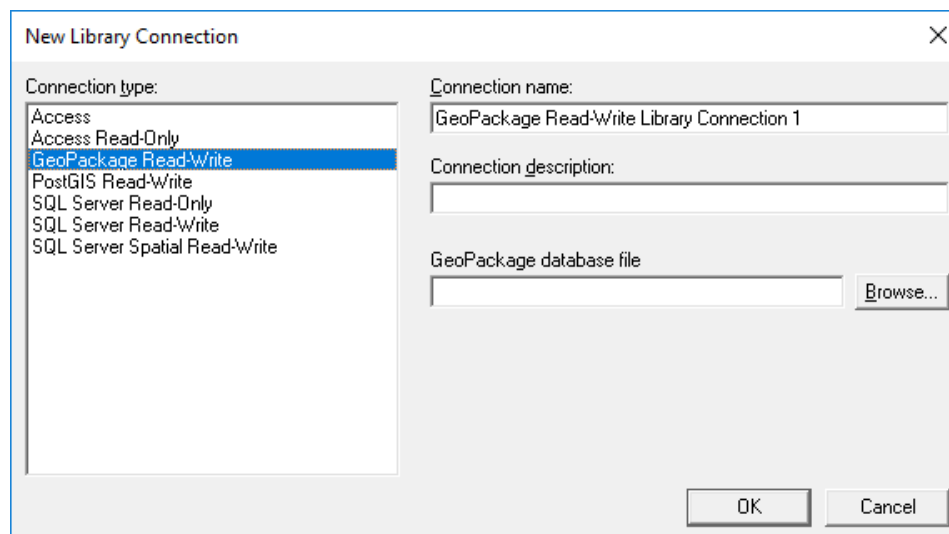 New Library Connection
Connection type:
Access
Access Read-Only
GeoPackage Read-Write
PostGIS Read-Write
SQL Server Read-Only
SQL Server Read-Write
SQL Server Spatial Read-Write
Connection name:
GeoPackage Read-Write Library Connection 1
Connection description:
GeoPackage database file
Browse...
OK
Cancel